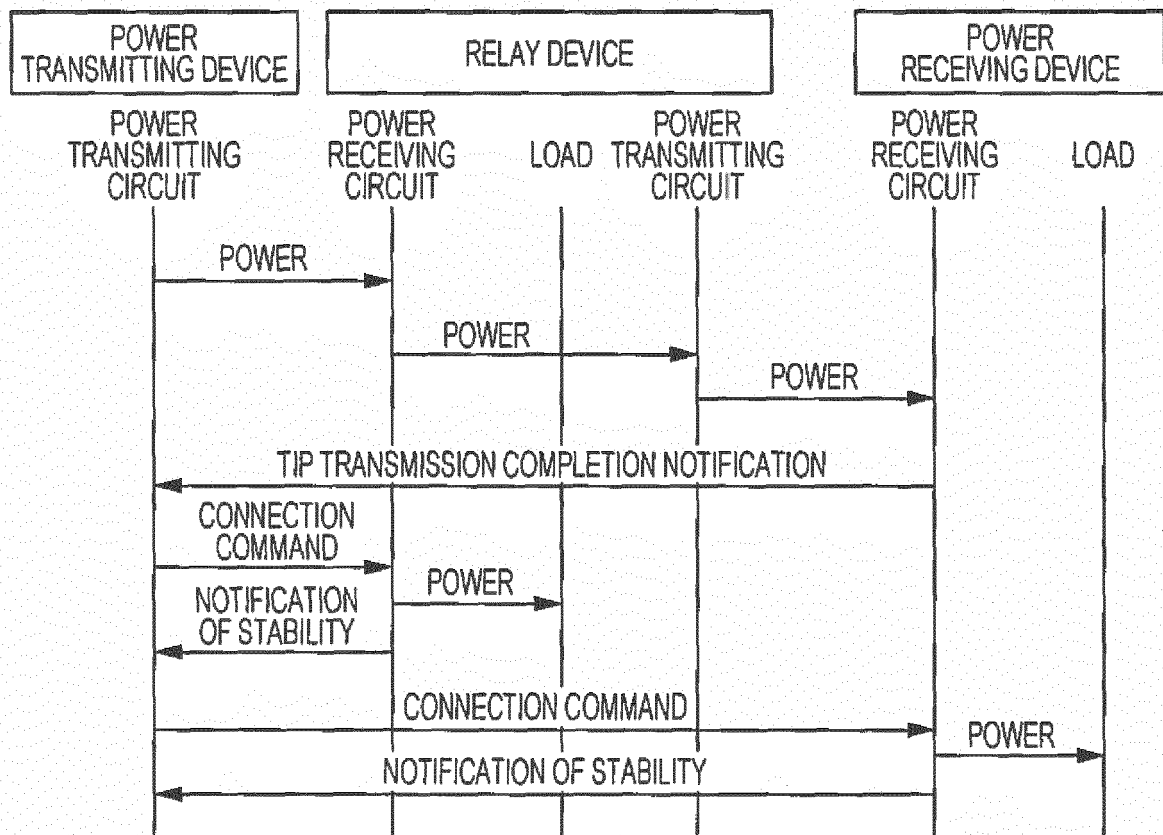 POWER
TRANSMITTING DEVICE
RELAY DEVICE
POWER
RECEIVING DEVICE
POWER
TRANSMITTING
CIRCUIT
POWER
RECEIVING
CIRCUIT
LOAD
POWER
TRANSMITTING
CIRCUIT
POWER
RECEIVING
CIRCUIT
LOAD
POWER
POWER
POWER
TIP TRANSMISSION COMPLETION NOTIFICATION
CONNECTION
COMMAND
POWER
NOTIFICATION
OF STABILITY
CONNECTION COMMAND
POWER
NOTIFICATION OF STABILITY